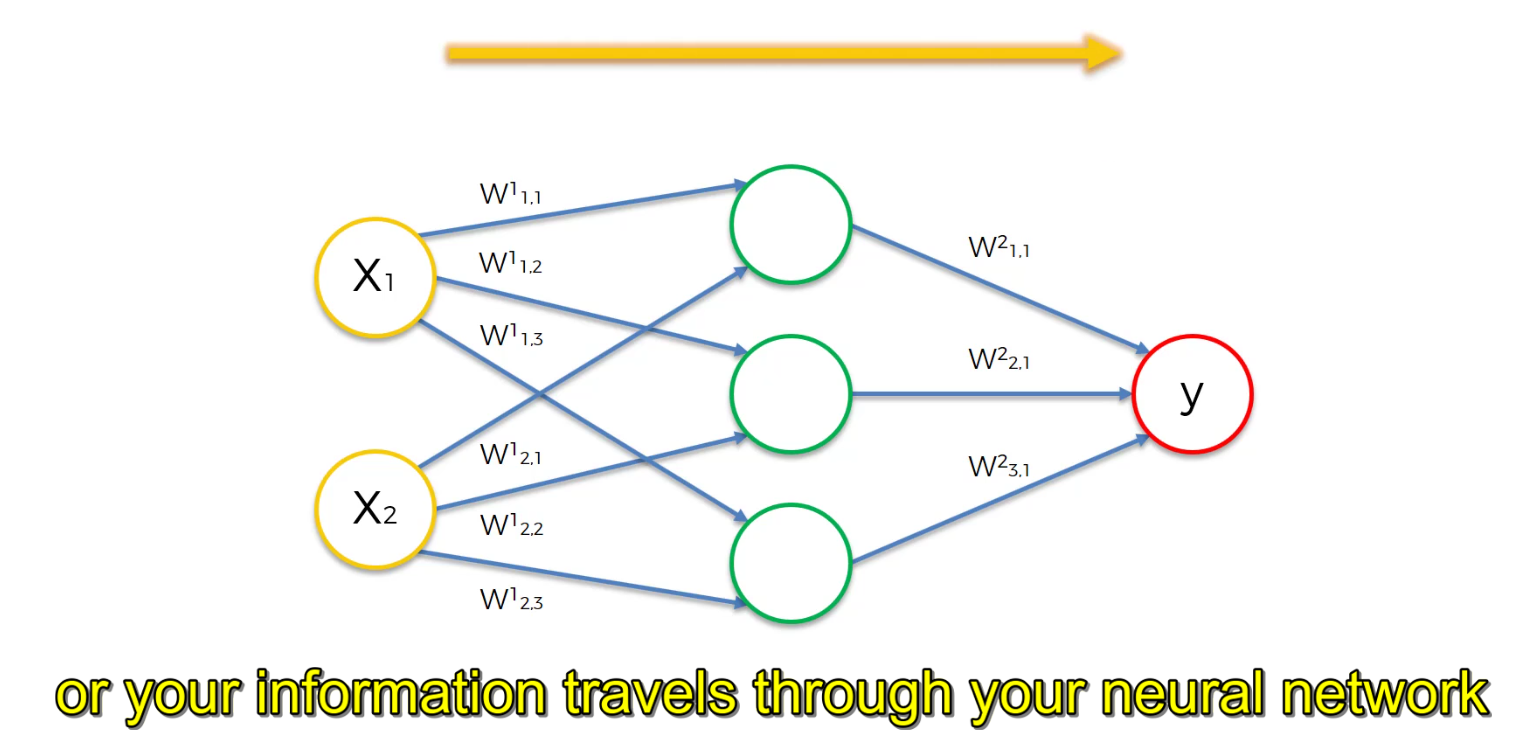 W¹1,1
W²1,1
X1
W¹1,2
W¹1,3
W²2,1
y
W¹2,1
W²3,1
X2
W¹2,2
W¹2,3
or your information travels through your neural network